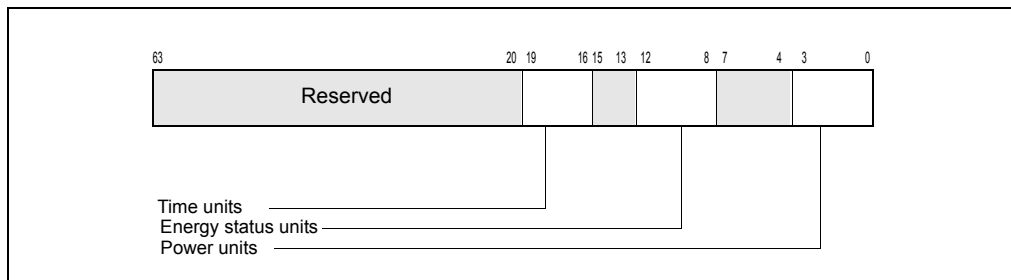 63 20 19 16 15 13 12 8 7 4 3 0
Reserved
Time units
Energy status units
Power units